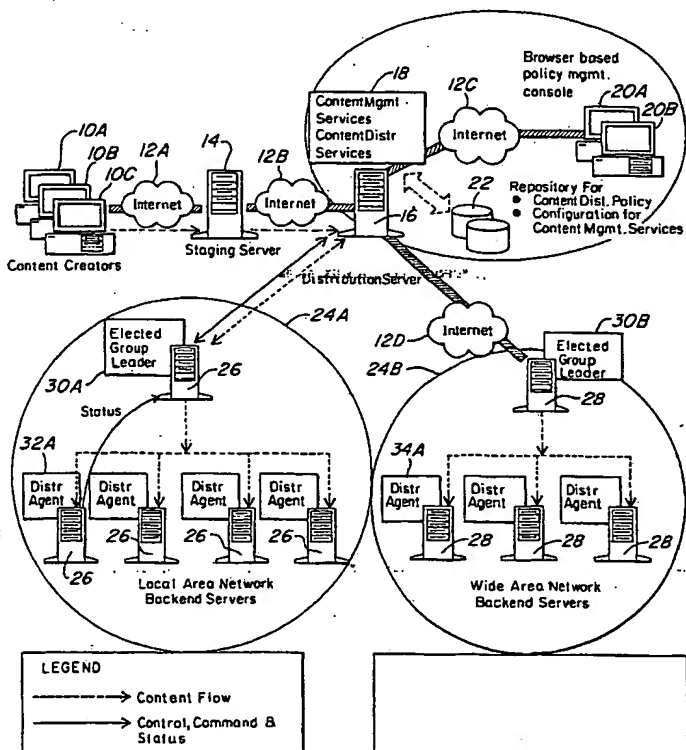 18
Browser based
policy mgmt.
console
12C
20A
20B
ContentMgmt
Services
ContentDistr
Services
Internet
10A
10B
10C
12A
14
12B
Internet
Internet
22
16
Repository For
• Content Dist. Policy
• Configuration for
Content Mgmt. Services
Content Creators
Staging Server
Distribution Server
24A
12D
Internet
30B
Elected
Group
Leader
30A
26
Elected
Group
Leader
24B
28
Status
32A
Distr
Agent
Distr
Agent
Distr
Agent
Distr
Agent
34A
Distr
Agent
Distr
Agent
Distr
Agent
26
26
26
26
28
28
28
Local Area Network
Backend Servers
Wide Area Network
Backend Servers
LEGEND
Content Flow
Control, Command &
Status